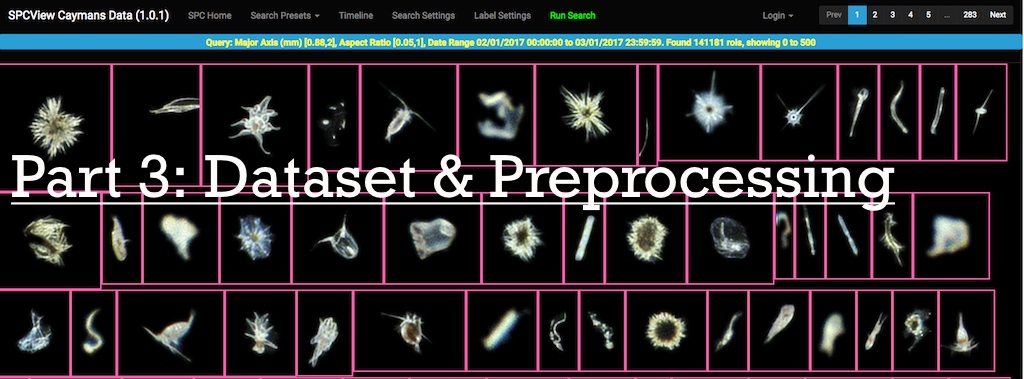 SPCView Caymans Data (1.0.1) SPC Home Search Presets Timeline Search Settings Label Settings Run Search Login Prev 1 2 3 4 5 ... 283 Next
Query: Major Axis (mm) [0.88,2], Aspect Ratio [0.05,1], Date Range 02/01/2017 00:00:00 to 03/01/2017 23:59:59. Found 141181 rois, showing 0 to 500
Part 3: Dataset & Preprocessing